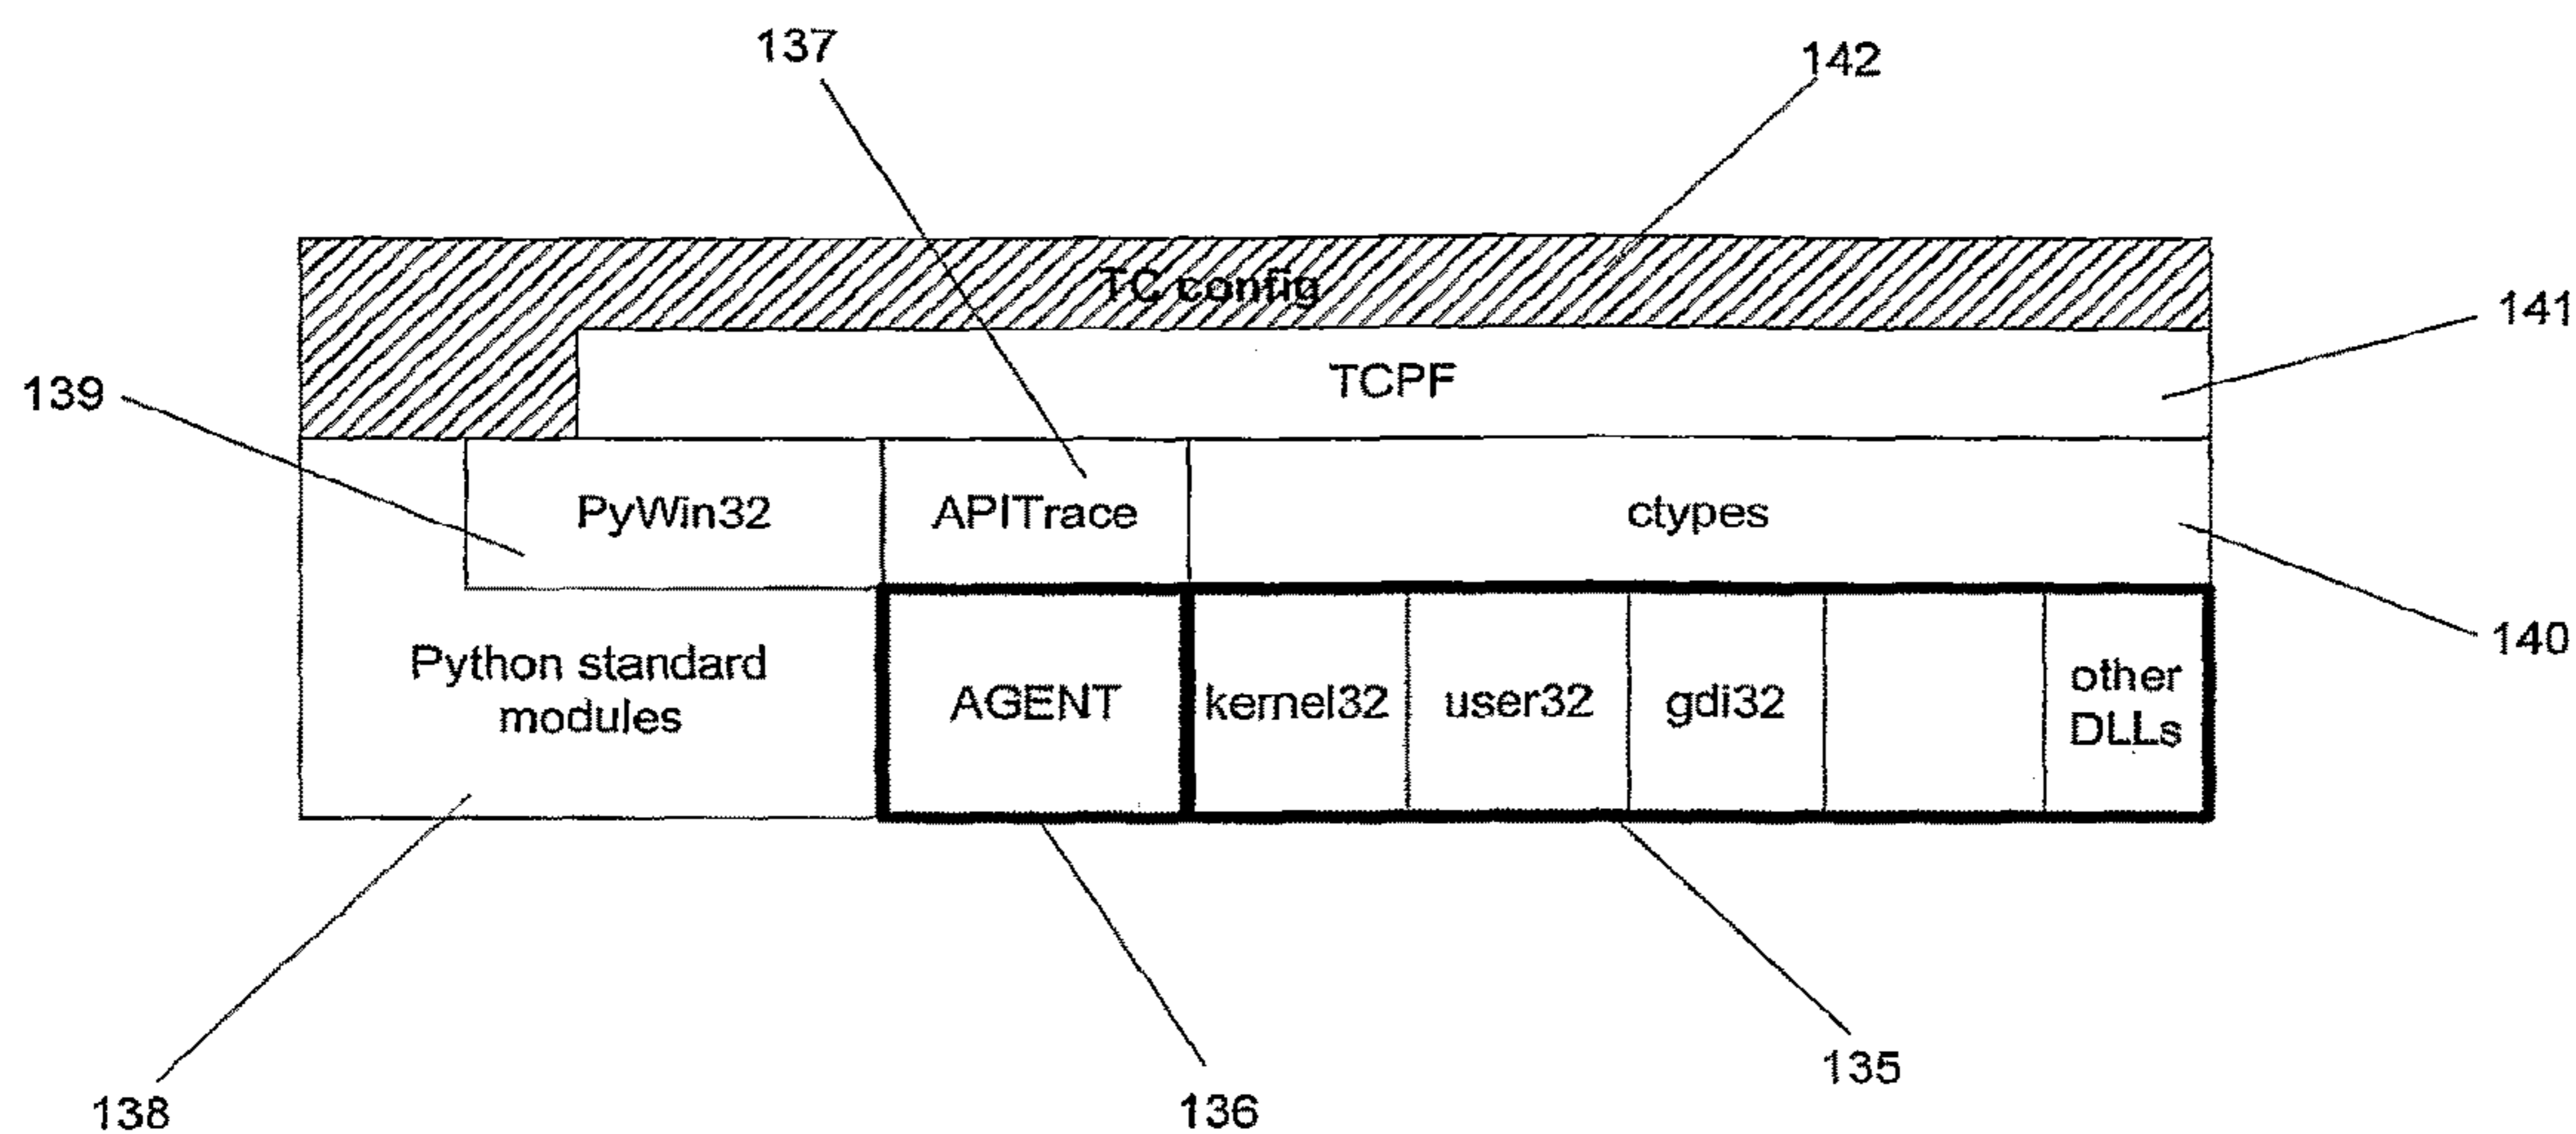 137
142
TC config
141
TCPF
139
PyWin32
APITrace
ctypes
140
Python standard
modules
AGENT
kernel32
user32
gdi32
other
DLLs
135
138
136